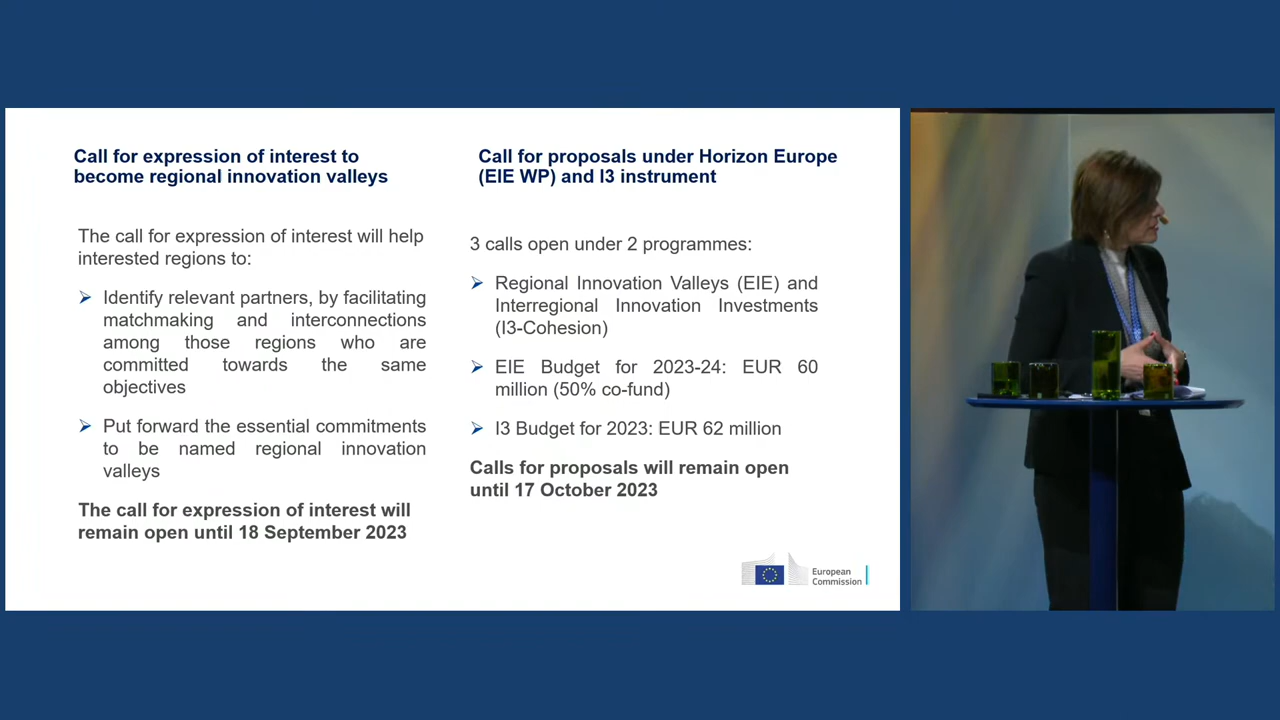 Call for expression of interest to
become regional innovation valleys
The call for expression of interest will help
interested regions to:
Identify relevant partners, by facilitating
matchmaking and interconnections
among those regions who are
committed towards the same
objectives
Put forward the essential commitments
to be named regional innovation
valleys
The call for expression of interest will
remain open until 18 September 2023
Call for proposals under Horizon Europe
(EIE WP) and I3 instrument
3 calls open under 2 programmes:
Regional Innovation Valleys (EIE) and
Interregional Innovation Investments
(I3-Cohesion)
EIE Budget for 2023-24: EUR 60
million (50% co-fund)
I3 Budget for 2023: EUR 62 million
Calls for proposals will remain open
until 17 October 2023
European
Commission